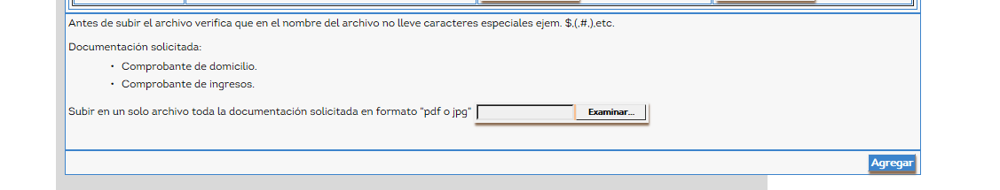 Antes de subir el archivo verifica que en el nombre del archivo no lleve caracteres especiales ejem. $,(,#,),etc.
Documentación solicitada:
• Comprobante de domicilio.
• Comprobante de ingresos.
Subir en un solo archivo toda la documentación solicitada en formato "pdf o jpg" Examinar...
Agregar